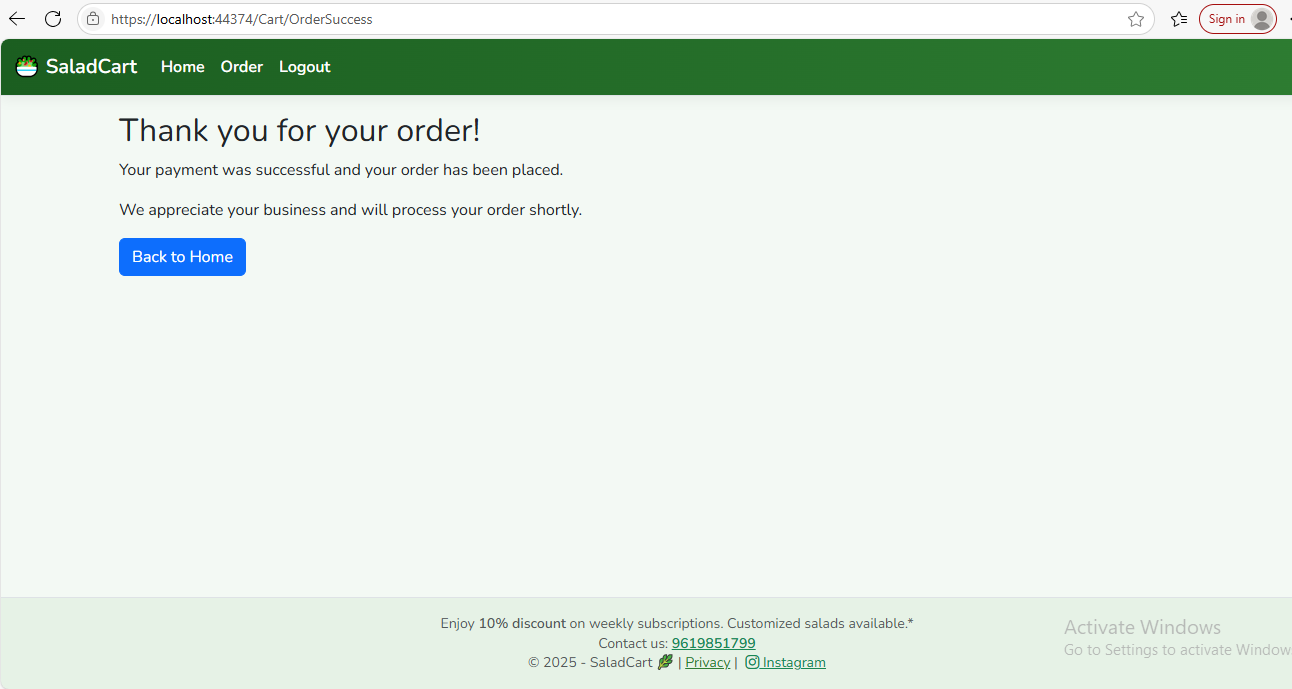 https://localhost:44374/Cart/OrderSuccess
Sign in
SaladCart Home Order Logout
Thank you for your order!
Your payment was successful and your order has been placed.
We appreciate your business and will process your order shortly.
Back to Home
Enjoy 10% discount on weekly subscriptions. Customized salads available.*
Contact us: 9619851799
© 2025 - SaladCart | Privacy | Instagram
Activate Windows
Go to Settings to activate Windows